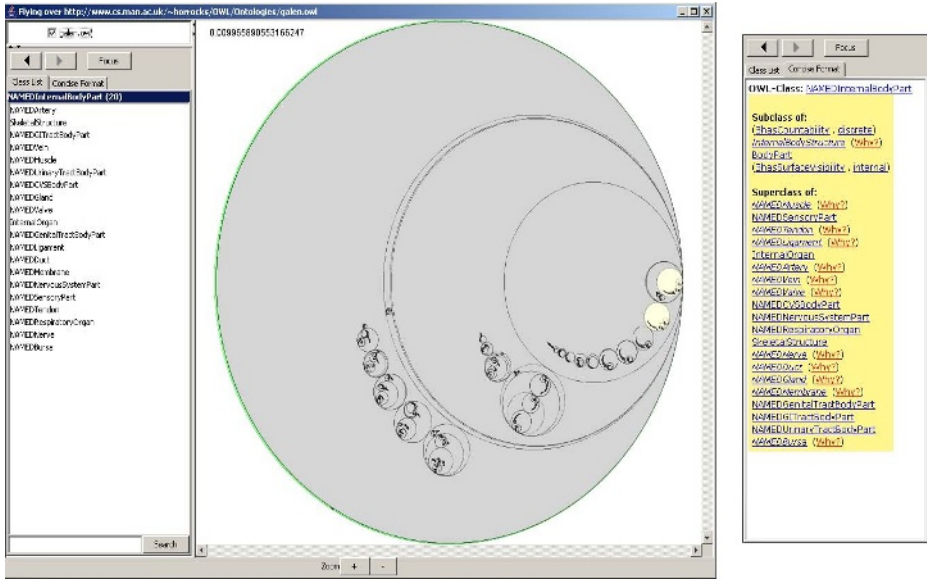 Flying over http://www.cs.man.ac.uk/~horrocks/OWL/Ontologies/galen.owl
galen.owl
Focus
Class List Concise Format
NAMEDInternalBodyPart (20)
NAMEDArtery
SkeletalStructure
NAMEDGITractBodyPart
NAMEDVein
NAMEDMuscle
NAMEDUrinaryTractBodyPart
NAMEDCVSBodyPart
NAMEDGland
NAMEDValve
InternalOrgan
NAMEDGenitalTractBodyPart
NAMEDLigament
NAMEDDuct
NAMEDMembrane
NAMEDNervousSystemPart
NAMEDSensoryPart
NAMEDTendon
NAMEDRespiratoryOrgan
NAMEDNerve
NAMEDBursa
Search
0.009955890553166247
Zoom + -
Focus
Class List Concise Format
OWL-Class: NAMEDInternalBodyPart
Subclass of:
(∃hasCountability . discrete)
InternalBodyStructure (Why?)
BodyPart
(∃hasSurfaceVisibility . internal)
Superclass of:
NAMEDMuscle (Why?)
NAMEDSensoryPart
NAMEDTendon (Why?)
NAMEDLigament (Why?)
InternalOrgan
NAMEDArtery (Why?)
NAMEDVein (Why?)
NAMEDValve (Why?)
NAMEDCVSBodyPart
NAMEDNervousSystemPart
NAMEDRespiratoryOrgan
SkeletalStructure
NAMEDNerve (Why?)
NAMEDDuct (Why?)
NAMEDGland (Why?)
NAMEDMembrane (Why?)
NAMEDGenitalTractBodyPart
NAMEDGITractBodyPart
NAMEDUrinaryTractBodyPart
NAMEDBursa (Why?)